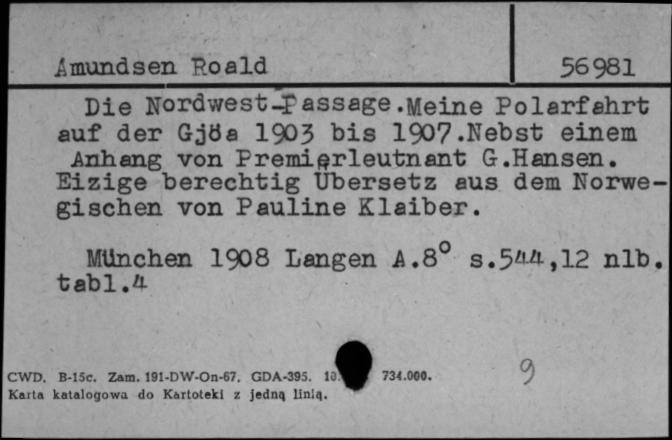 Amundsen Roald 56981
Die Nordwest-Passage.Meine Polarfahrt
auf der Gjöa 1903 bis 1907.Nebst einem
Anhang von Premierleutnant G.Hansen.
Eizige berechtig Übersetz aus dem Norwe-
gischen von Pauline Klaiber.
München 1908 Langen A.8° s.544,12 nlb.
tabl.4
9
CWD. B-15c. Zam. 191-DW-On-67. GDA-395. 734.000.
Karta katalogowa do Kartoteki z jedną linią.